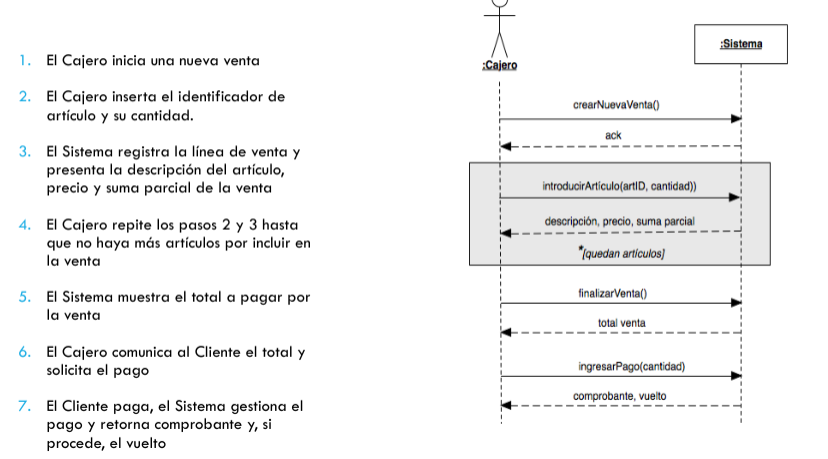 1. El Cajero inicia una nueva venta
2. El Cajero inserta el identificador de
artículo y su cantidad.
3. El Sistema registra la línea de venta y
presenta la descripción del artículo,
precio y suma parcial de la venta
4. El Cajero repite los pasos 2 y 3 hasta
que no haya más artículos por incluir en
la venta
5. El Sistema muestra el total a pagar por
la venta
6. El Cajero comunica al Cliente el total y
solicita el pago
7. El Cliente paga, el Sistema gestiona el
pago y retorna comprobante y, si
procede, el vuelto
:Cajero
:Sistema
crearNuevaVenta()
ack
introducirArtículo(artID, cantidad))
descripción, precio, suma parcial
*[quedan artículos]
finalizarVenta()
total venta
ingresarPago(cantidad)
comprobante, vuelto